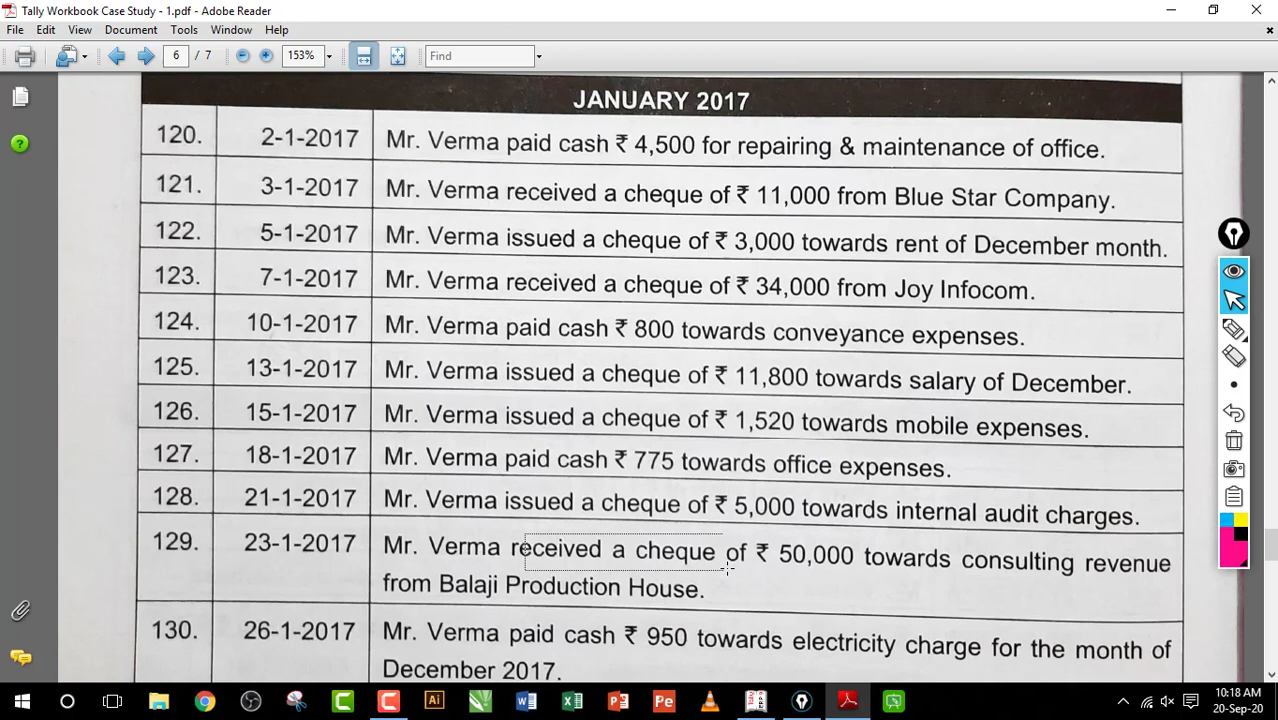 Tally Workbook Case Study - 1.pdf - Adobe Reader
File Edit View Document Tools Window Help
6 / 7 153% Find
JANUARY 2017
120. 2-1-2017 Mr. Verma paid cash ₹ 4,500 for repairing & maintenance of office.
121. 3-1-2017 Mr. Verma received a cheque of ₹ 11,000 from Blue Star Company.
122. 5-1-2017 Mr. Verma issued a cheque of ₹ 3,000 towards rent of December month.
123. 7-1-2017 Mr. Verma received a cheque of ₹ 34,000 from Joy Infocom.
124. 10-1-2017 Mr. Verma paid cash ₹ 800 towards conveyance expenses.
125. 13-1-2017 Mr. Verma issued a cheque of ₹ 11,800 towards salary of December.
126. 15-1-2017 Mr. Verma issued a cheque of ₹ 1,520 towards mobile expenses.
127. 18-1-2017 Mr. Verma paid cash ₹ 775 towards office expenses.
128. 21-1-2017 Mr. Verma issued a cheque of ₹ 5,000 towards internal audit charges.
129. 23-1-2017 Mr. Verma received a cheque of ₹ 50,000 towards consulting revenue
from Balaji Production House.
130. 26-1-2017 Mr. Verma paid cash ₹ 950 towards electricity charge for the month of
December 2017.
Ai Pe
10:18 AM
20-Sep-20